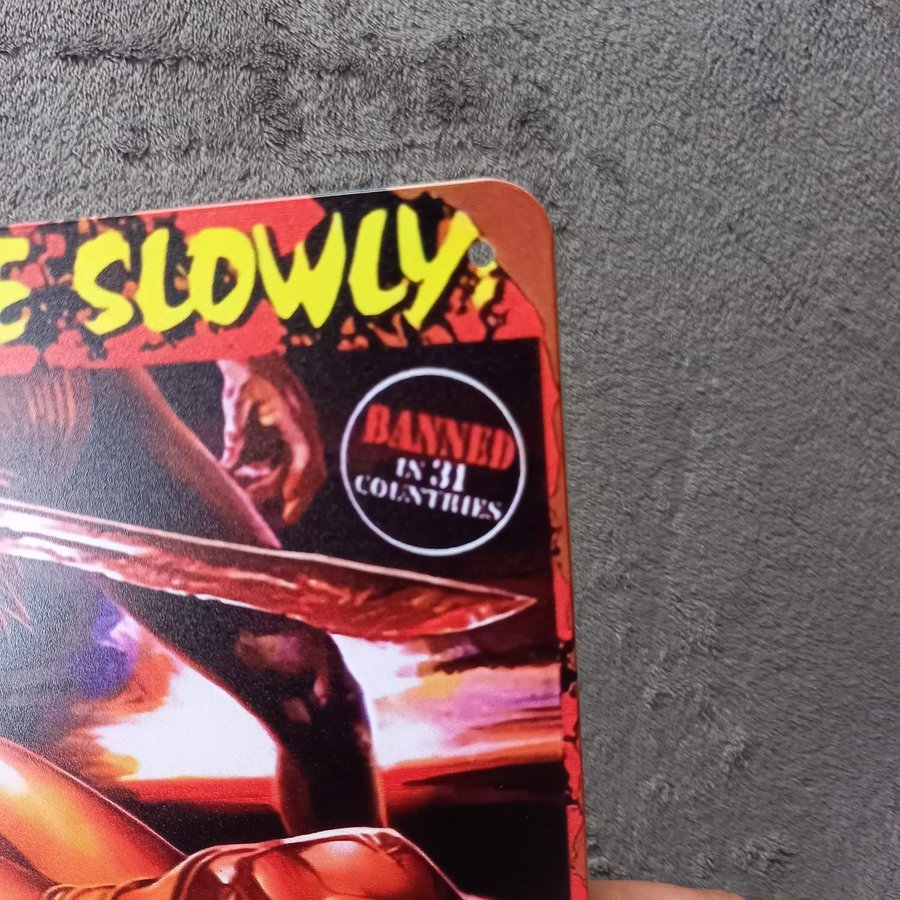 E SLOWLY!
BANNED
IN 31
COUNTRIES